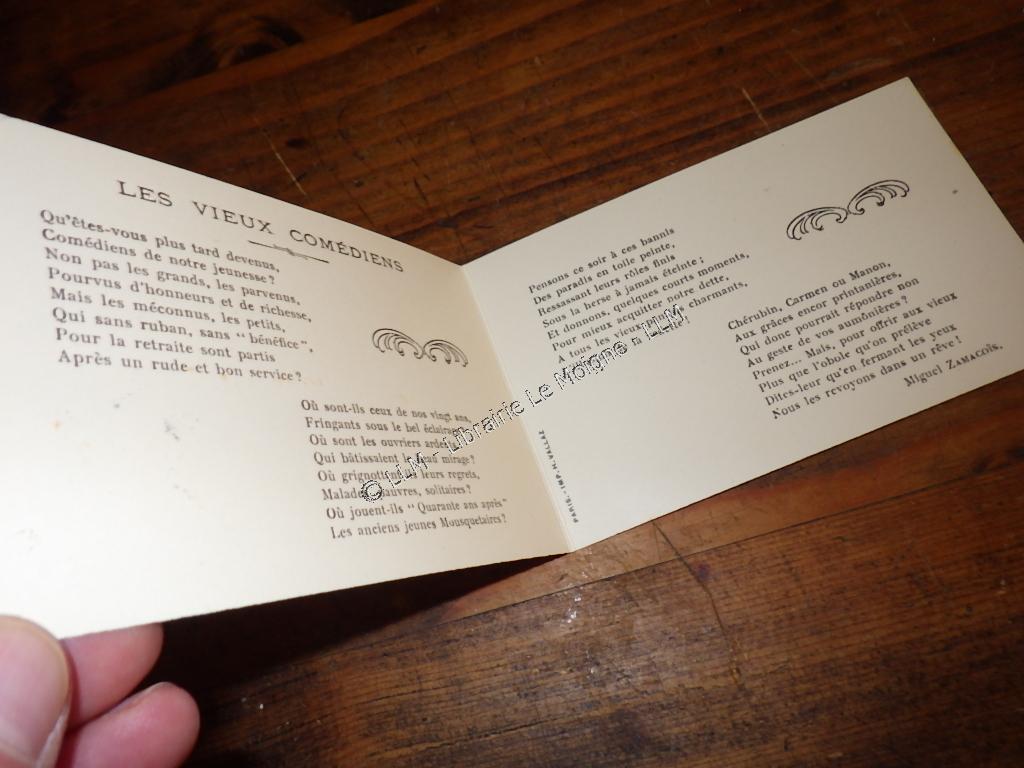 LES VIEUX COMÉDIENS
Qu'êtes-vous plus tard devenus,
Comédiens de notre jeunesse?
Non pas les grands, les parvenus,
Pourvus d'honneurs et de richesse,
Mais les méconnus, les petits,
Qui sans ruban, sans "bénéfice",
Pour la retraite sont partis
Après un rude et bon service?
Où sont-ils ceux de nos vingt ans,
Fringants sous le bel
Où sont les ouvriers
Qui bâtissaient le beau mirage?
Où leurs regrets,
Malades, pauvres, solitaires?
Où jouent-ils "Quarante ans après"
Les anciens jeunes Mousquetaires?
Pensons ce soir à ces bannis
Des paradis en toile peinte,
Ressassant leurs rôles finis
Sous la herse à jamais éteinte;
Et donnons, quelques courts moments,
Pour mieux acquitter notre dette,
A tous les vieux charmants,
PARIS.-IMP. H. VALLÉE
Chérubin, Carmen ou Manon,
Aux grâces encor printanières,
Qui donc pourrait répondre non
Au geste de vos aumônières?
Prenez... Mais, pour offrir aux vieux
Plus que l'obole qu'on prélève
Dites-leur qu'en fermant les yeux
Nous les revoyons dans un rêve!
Miguel ZAMACOÏS.
© LLM - Librairie Le Moigne LLM